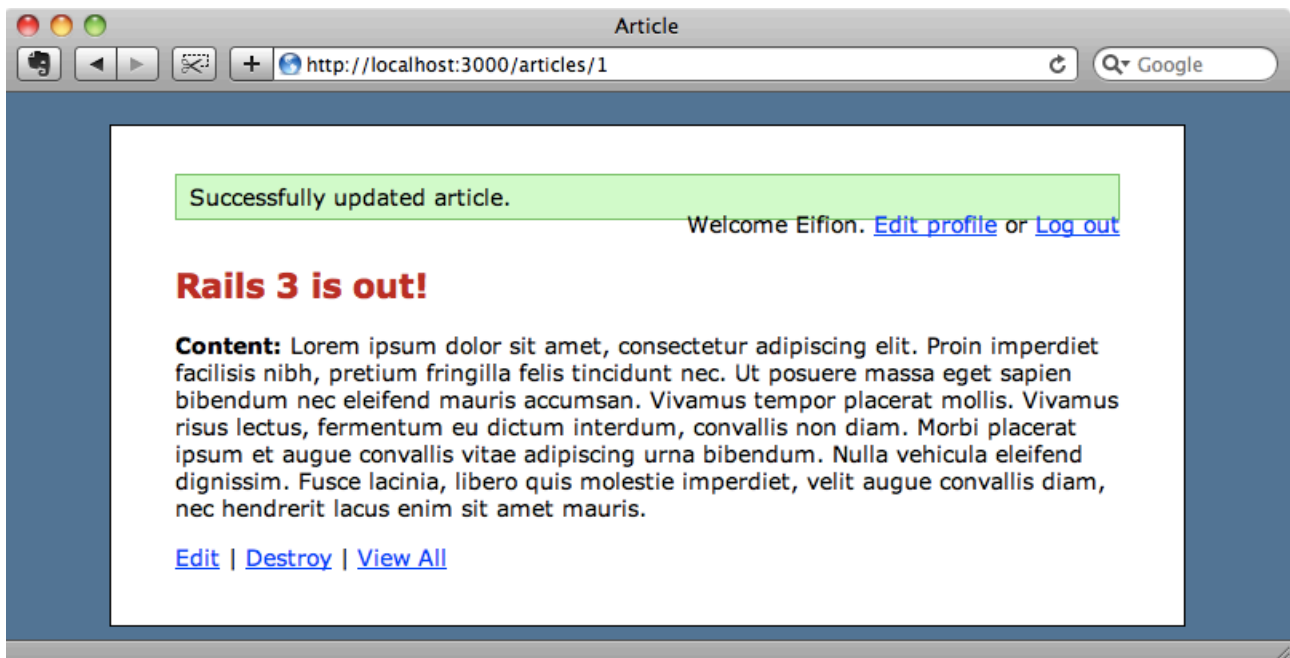 Article
http://localhost:3000/articles/1
Google
Successfully updated article.
Welcome Eifion. Edit profile or Log out
Rails 3 is out!
Content: Lorem ipsum dolor sit amet, consectetur adipiscing elit. Proin imperdiet
facilisis nibh, pretium fringilla felis tincidunt nec. Ut posuere massa eget sapien
bibendum nec eleifend mauris accumsan. Vivamus tempor placerat mollis. Vivamus
risus lectus, fermentum eu dictum interdum, convallis non diam. Morbi placerat
ipsum et augue convallis vitae adipiscing urna bibendum. Nulla vehicula eleifend
dignissim. Fusce lacinia, libero quis molestie imperdiet, velit augue convallis diam,
nec hendrerit lacus enim sit amet mauris.
Edit | Destroy | View All